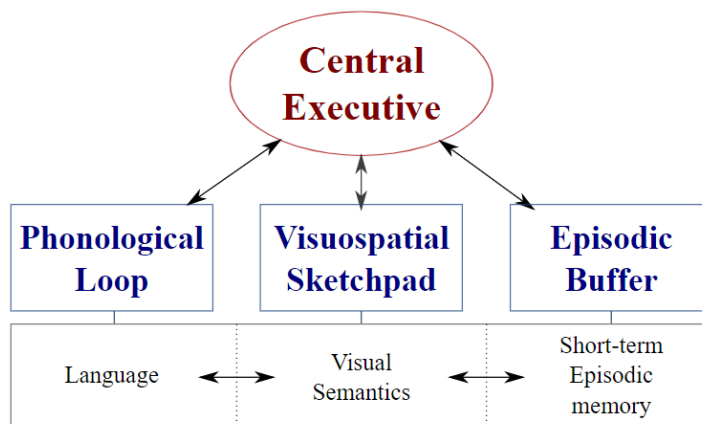 Central
Executive
Phonological
Loop
Visuospatial
Sketchpad
Episodic
Buffer
Language
Visual
Semantics
Short-term
Episodic
memory